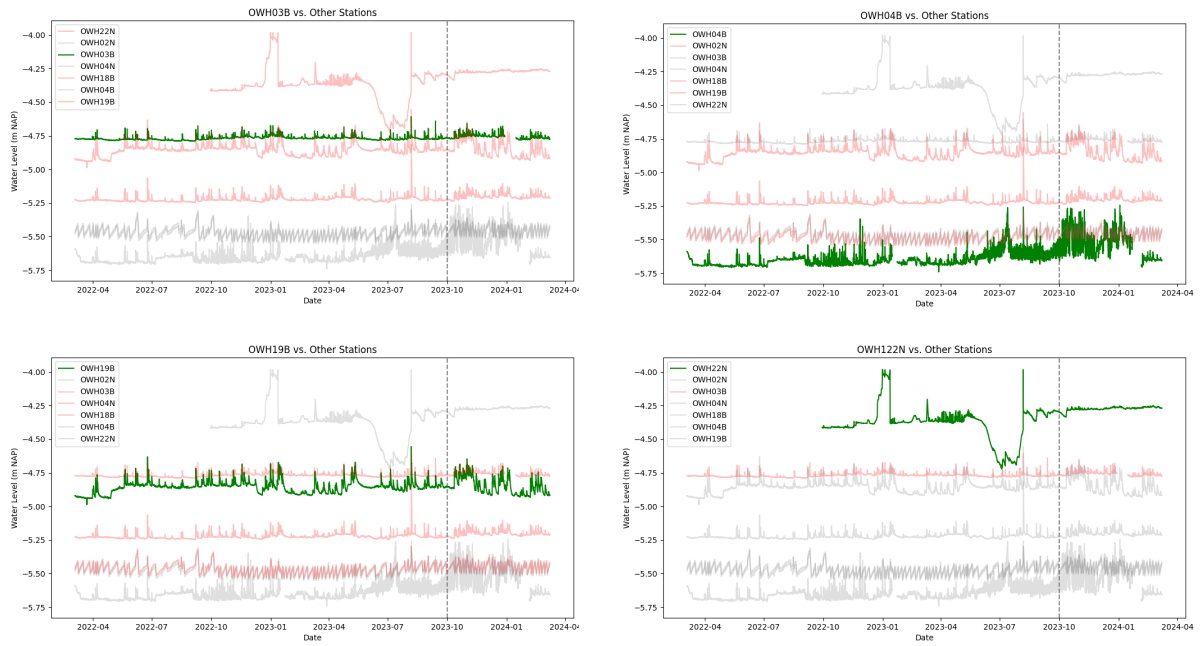 OWH03B vs. Other Stations
Water Level (m NAP)
−4.00
−4.25
−4.50
−4.75
−5.00
−5.25
−5.50
−5.75
OWH22N
OWH02N
OWH03B
OWH04N
OWH18B
OWH04B
OWH19B
2022-04
2022-07
2022-10
2023-01
2023-04
2023-07
2023-10
2024-01
2024-04
Date
OWH04B vs. Other Stations
Water Level (m NAP)
−4.00
−4.25
−4.50
−4.75
−5.00
−5.25
−5.50
−5.75
OWH04B
OWH02N
OWH03B
OWH04N
OWH18B
OWH19B
OWH22N
2022-04
2022-07
2022-10
2023-01
2023-04
2023-07
2023-10
2024-01
2024-04
Date
OWH19B vs. Other Stations
Water Level (m NAP)
−4.00
−4.25
−4.50
−4.75
−5.00
−5.25
−5.50
−5.75
OWH19B
OWH02N
OWH03B
OWH04N
OWH18B
OWH04B
OWH22N
2022-04
2022-07
2022-10
2023-01
2023-04
2023-07
2023-10
2024-01
2024-04
Date
OWH122N vs. Other Stations
Water Level (m NAP)
−4.00
−4.25
−4.50
−4.75
−5.00
−5.25
−5.50
−5.75
OWH22N
OWH02N
OWH03B
OWH04N
OWH18B
OWH04B
OWH19B
2022-04
2022-07
2022-10
2023-01
2023-04
2023-07
2023-10
2024-01
2024-04
Date